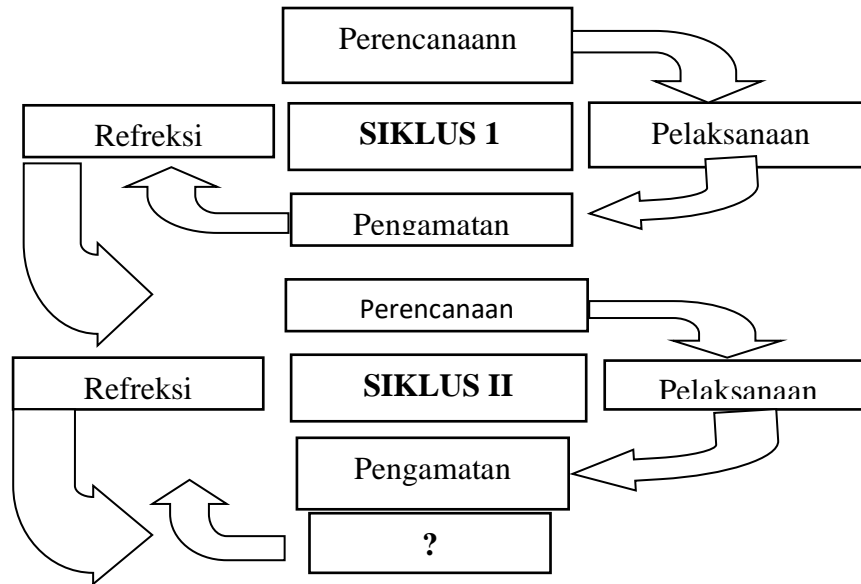 Perencanaann
Refreksi
SIKLUS 1
Pelaksanaan
Pengamatan
Perencanaan
Refreksi
SIKLUS II
Pelaksanaan
Pengamatan
?